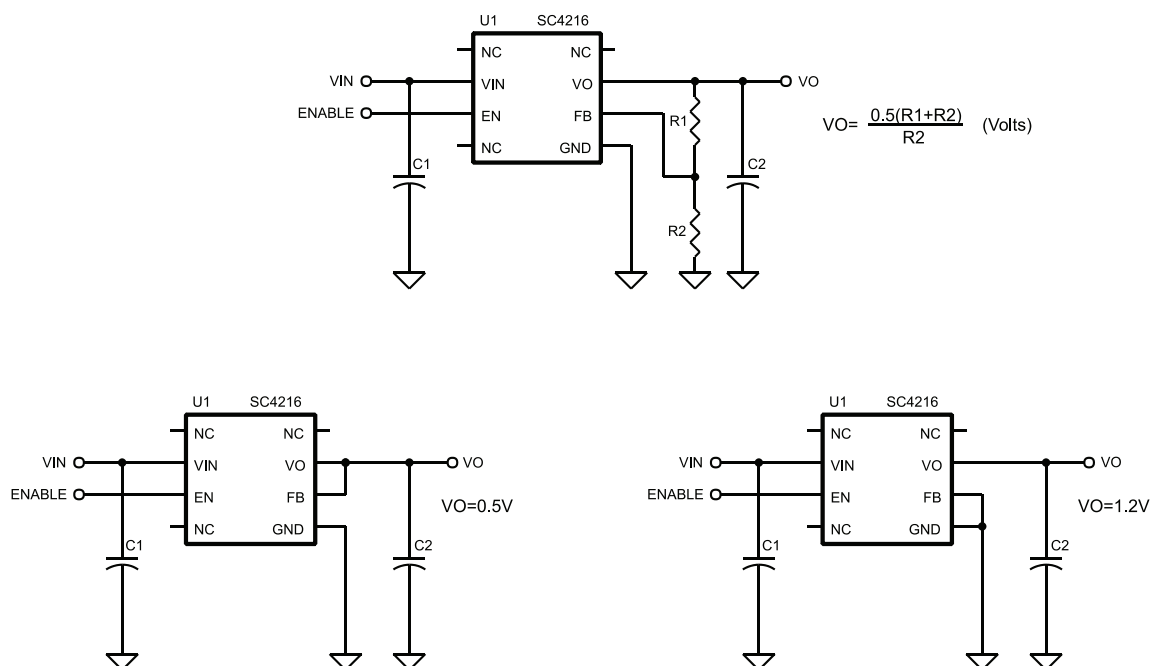 U1 SC4216
NC NC
VIN VIN VO VO
ENABLE EN FB R1
NC GND
C1 C2
R2
VO= 0.5(R1+R2) (Volts)
R2
U1 SC4216
NC NC
VIN VIN VO VO
ENABLE EN FB
VO=0.5V
NC GND
C1 C2
U1 SC4216
NC NC
VIN VIN VO VO
ENABLE EN FB
VO=1.2V
NC GND
C1 C2